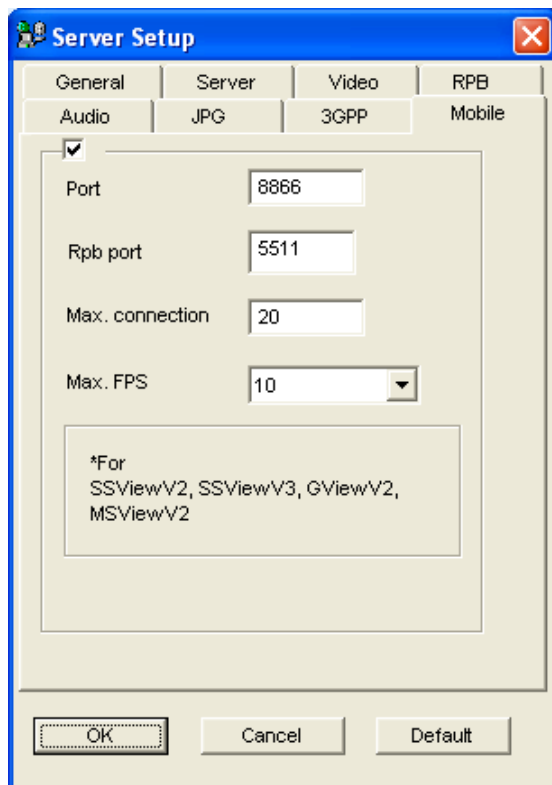 Server Setup
General Server Video RPB
Audio JPG 3GPP Mobile
Port 8866
Rpb port 5511
Max. connection 20
Max. FPS 10
*For
SSViewV2, SSViewV3, GViewV2,
MSViewV2
OK Cancel Default